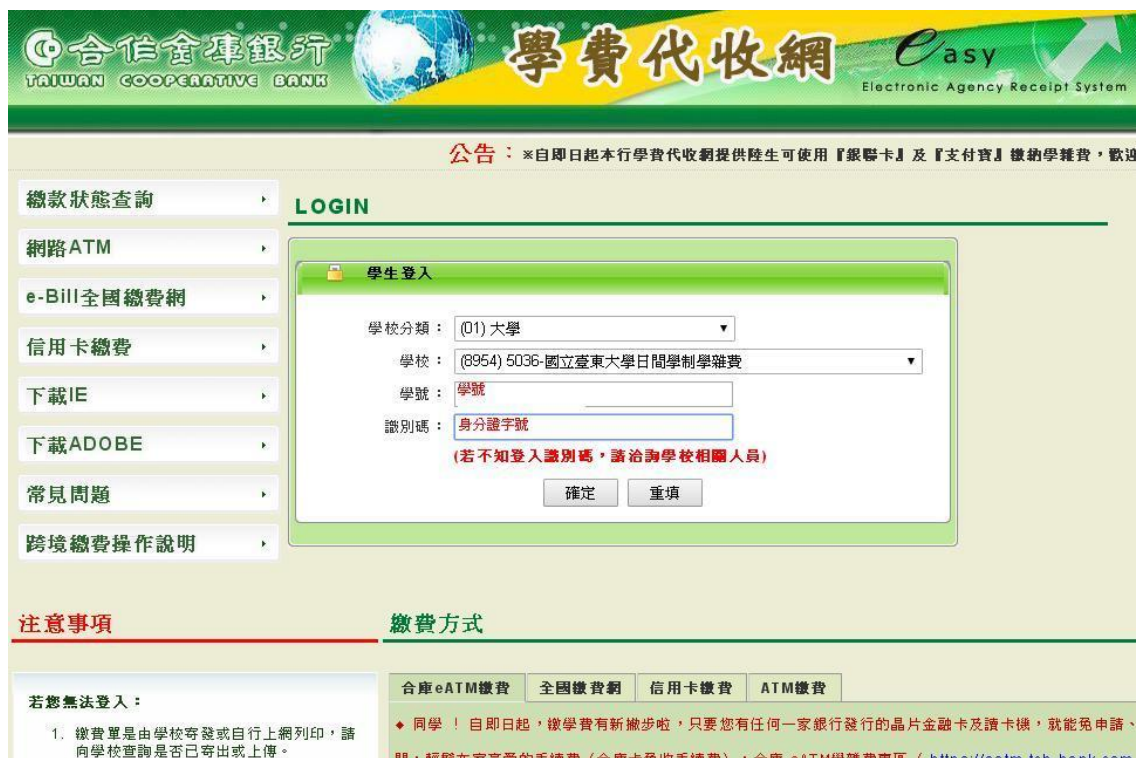 合作金庫銀行
TAIWAN COOPERATIVE BANK
學費代收網
easy
Electronic Agency Receipt System
公告：※自即日起本行學費代收網提供陸生可使用『銀聯卡』及『支付寶』繳納學雜費，歡迎
繳款狀態查詢
網路ATM
e-Bill全國繳費網
信用卡繳費
下載IE
下載ADOBE
常見問題
跨境繳費操作說明
LOGIN
學生登入
學校分類： (01) 大學
學校： (8954) 5036-國立臺東大學日間學制學雜費
學號： 學號
識別碼： 身分證字號
(若不知登入識別碼，請洽詢學校相關人員)
確定 重填
注意事項
若您無法登入：
1. 繳費單是由學校寄發或自行上網列印，請
向學校查詢是否已寄出或上傳。
繳費方式
合庫eATM繳費 全國繳費網 信用卡繳費 ATM繳費
◆ 同學 ！自即日起，繳學費有新撇步啦，只要您有任何一家銀行發行的晶片金融卡及讀卡機，就能免申請、